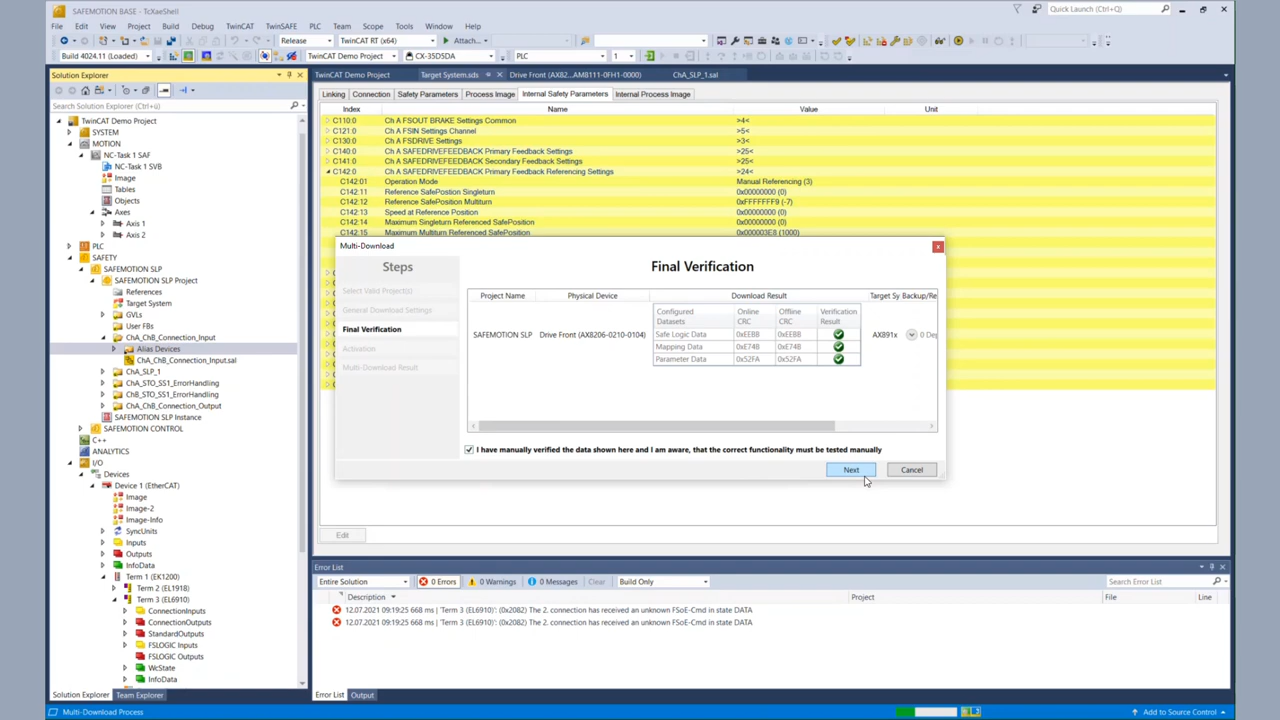 SAFEMOTION BASE - TcXaeShell
Quick Launch (Ctrl+Q)
File Edit View Project Build Debug TwinCAT TwinSAFE PLC Team Scope Tools Window Help
Release TwinCAT RT (x64) Attach...
Build 4024.11 (Loaded) TwinCAT Demo Project CX-35D5DA PLC 1
Solution Explorer
Search Solution Explorer (Ctrl+ü)
TwinCAT Demo Project
SYSTEM
MOTION
NC-Task 1 SAF
NC-Task 1 SVB
Image
Tables
Objects
Axes
Axis 1
Axis 2
PLC
SAFETY
SAFEMOTION SLP
SAFEMOTION SLP Project
References
Target System
GVLs
User FBs
ChA_ChB_Connection_Input
Alias Devices
ChA_ChB_Connection_Input.sal
ChA_SLP_1
ChA_STO_SS1_ErrorHandling
ChB_STO_SS1_ErrorHandling
ChA_ChB_Connection_Output
SAFEMOTION SLP Instance
SAFEMOTION CONTROL
C++
ANALYTICS
I/O
Devices
Device 1 (EtherCAT)
Image
Image-2
Image-Info
SyncUnits
Inputs
Outputs
InfoData
Term 1 (EK1200)
Term 2 (EL1918)
Term 3 (EL6910)
ConnectionInputs
ConnectionOutputs
StandardOutputs
FSLOGIC Inputs
FSLOGIC Outputs
WcState
InfoData
Solution Explorer Team Explorer
TwinCAT Demo Project Target System.sds Drive Front (AX82...AM8111-0FH1-0000) ChA_SLP_1.sal
Linking Connection Safety Parameters Process Image Internal Safety Parameters Internal Process Image
Index Name Value Unit
C110:0 Ch A FSOUT BRAKE Settings Common >4<
C121:0 Ch A FSIN Settings Channel >5<
C130:0 Ch A FSDRIVE Settings >3<
C140:0 Ch A SAFEDRIVEFEEDBACK Primary Feedback Settings >25<
C141:0 Ch A SAFEDRIVEFEEDBACK Secondary Feedback Settings >25<
C142:0 Ch A SAFEDRIVEFEEDBACK Primary Feedback Referencing Settings >24<
C142:01 Operation Mode Manual Referencing (3)
C142:11 Reference SafePostion Singleturn 0x00000000 (0)
C142:12 Reference SafePosition Multiturn 0xFFFFFFF9 (-7)
C142:13 Speed at Reference Position 0x00000000 (0)
C142:14 Maximum Singleturn Referenced SafePosition 0x00000000 (0)
C142:15 Maximum Multiturn Referenced SafePosition 0x000003E8 (1000)
Multi-Download
Steps
Select Valid Project(s)
General Download Settings
Final Verification
Activation
Multi-Download Result
Final Verification
Project Name Physical Device Download Result Target Sy Backup/Re
Configured Datasets Online CRC Offline CRC Verification Result
SAFEMOTION SLP Drive Front (AX8206-0210-0104) Safe Logic Data 0xEEBB 0xEEBB AX891x 0 De
Mapping Data 0xE74B 0xE74B
Parameter Data 0x52FA 0x52FA
I have manually verified the data shown here and I am aware, that the correct functionality must be tested manually
Next Cancel
Edit
Error List
Entire Solution 0 Errors 0 Warnings 0 Messages Clear Build Only Search Error List
Description Project File Line
12.07.2021 09:19:25 668 ms | 'Term 3 (EL6910)': (0x2082) The 2. connection has received an unknown FSoE-Cmd in state DATA
12.07.2021 09:19:25 668 ms | 'Term 3 (EL6910)': (0x2082) The 2. connection has received an unknown FSoE-Cmd in state DATA
Error List Output
Multi-Download Process Add to Source Control